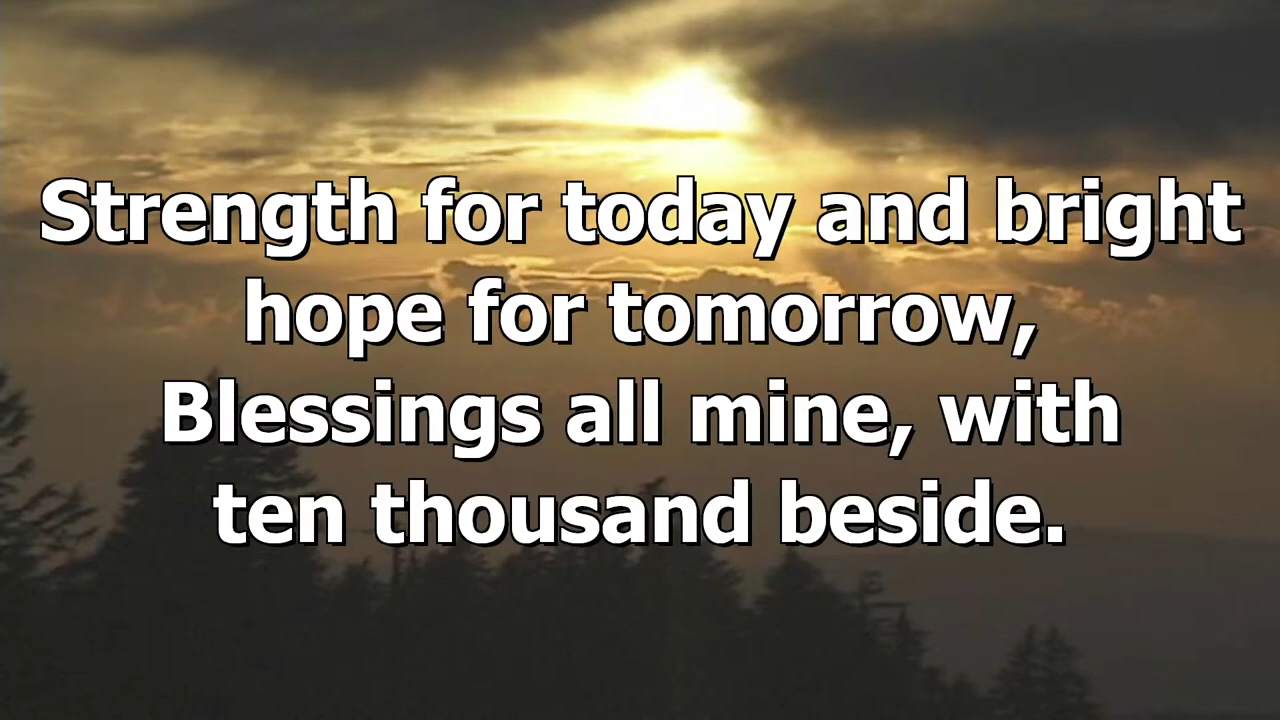 Strength for today and bright
hope for tomorrow,
Blessings all mine, with
ten thousand beside.